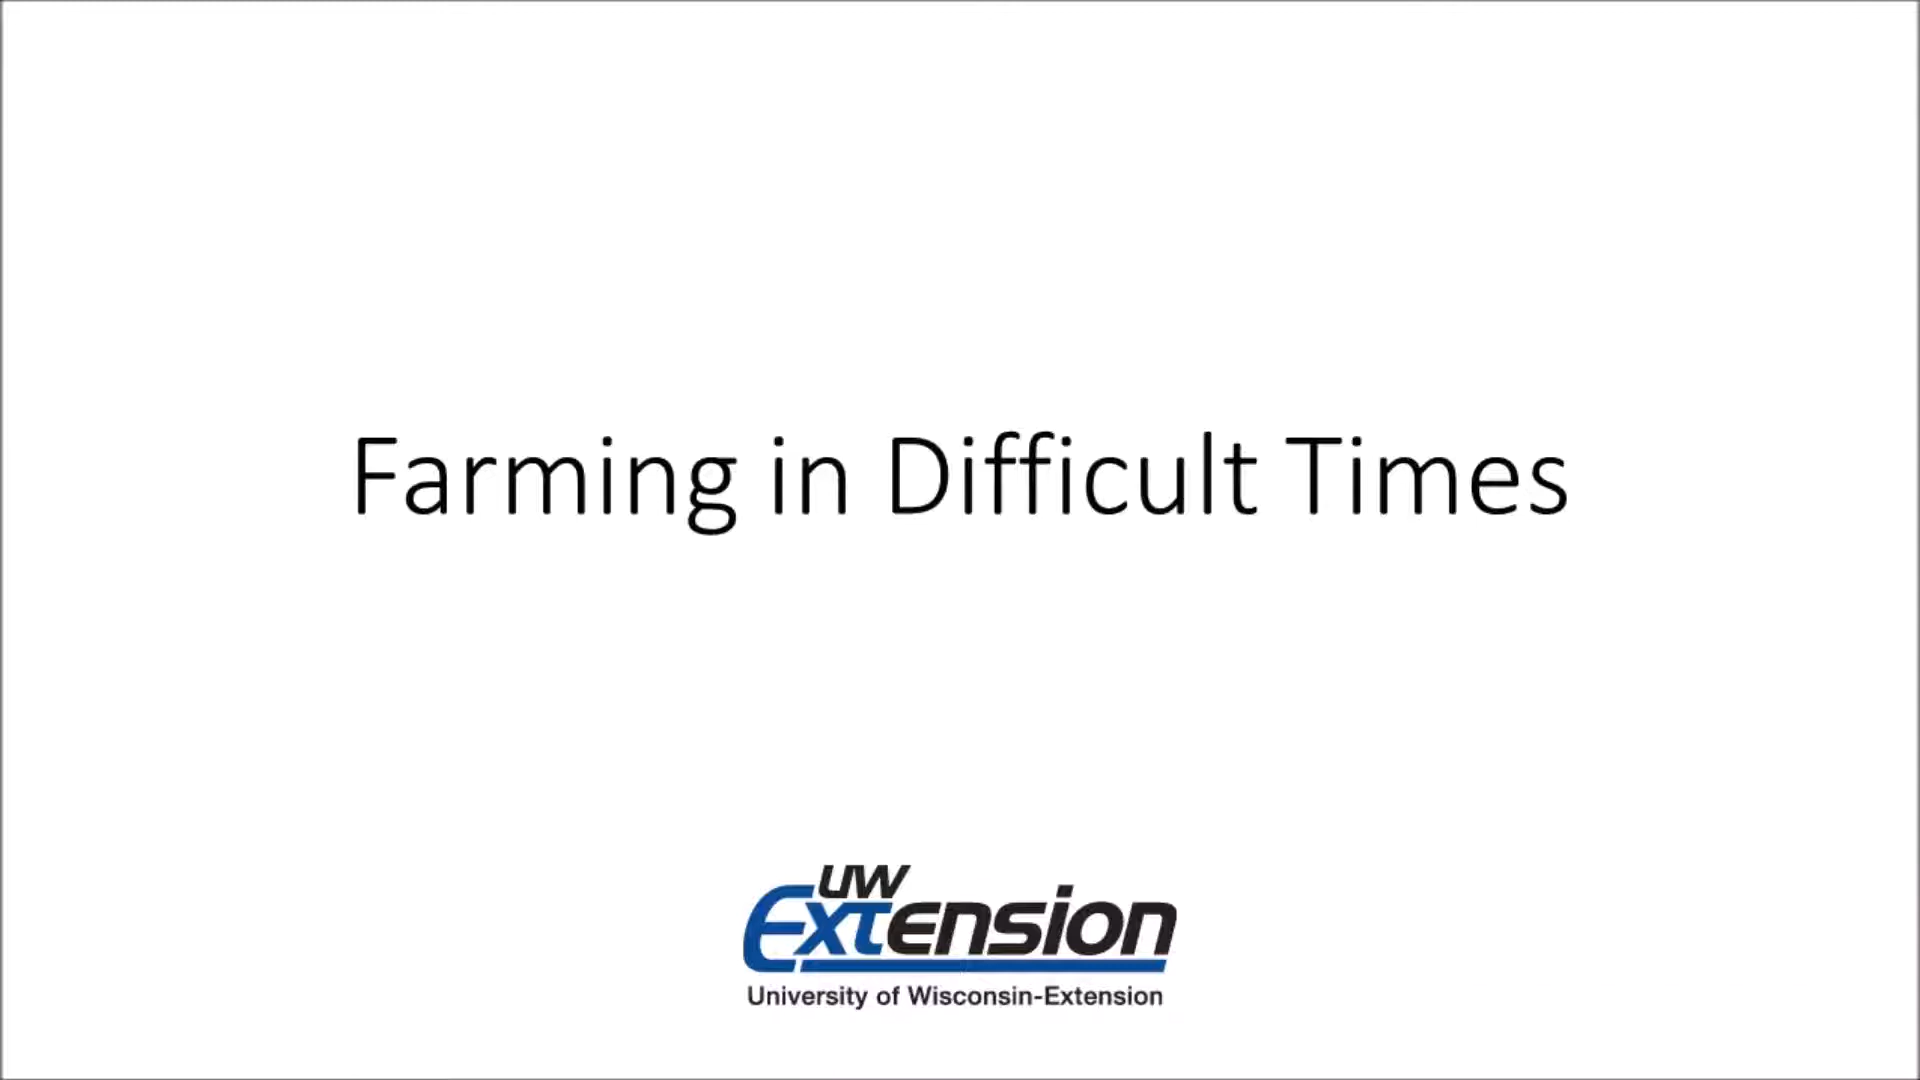 Farming in Difficult Times
UW
Extension
University of Wisconsin-Extension